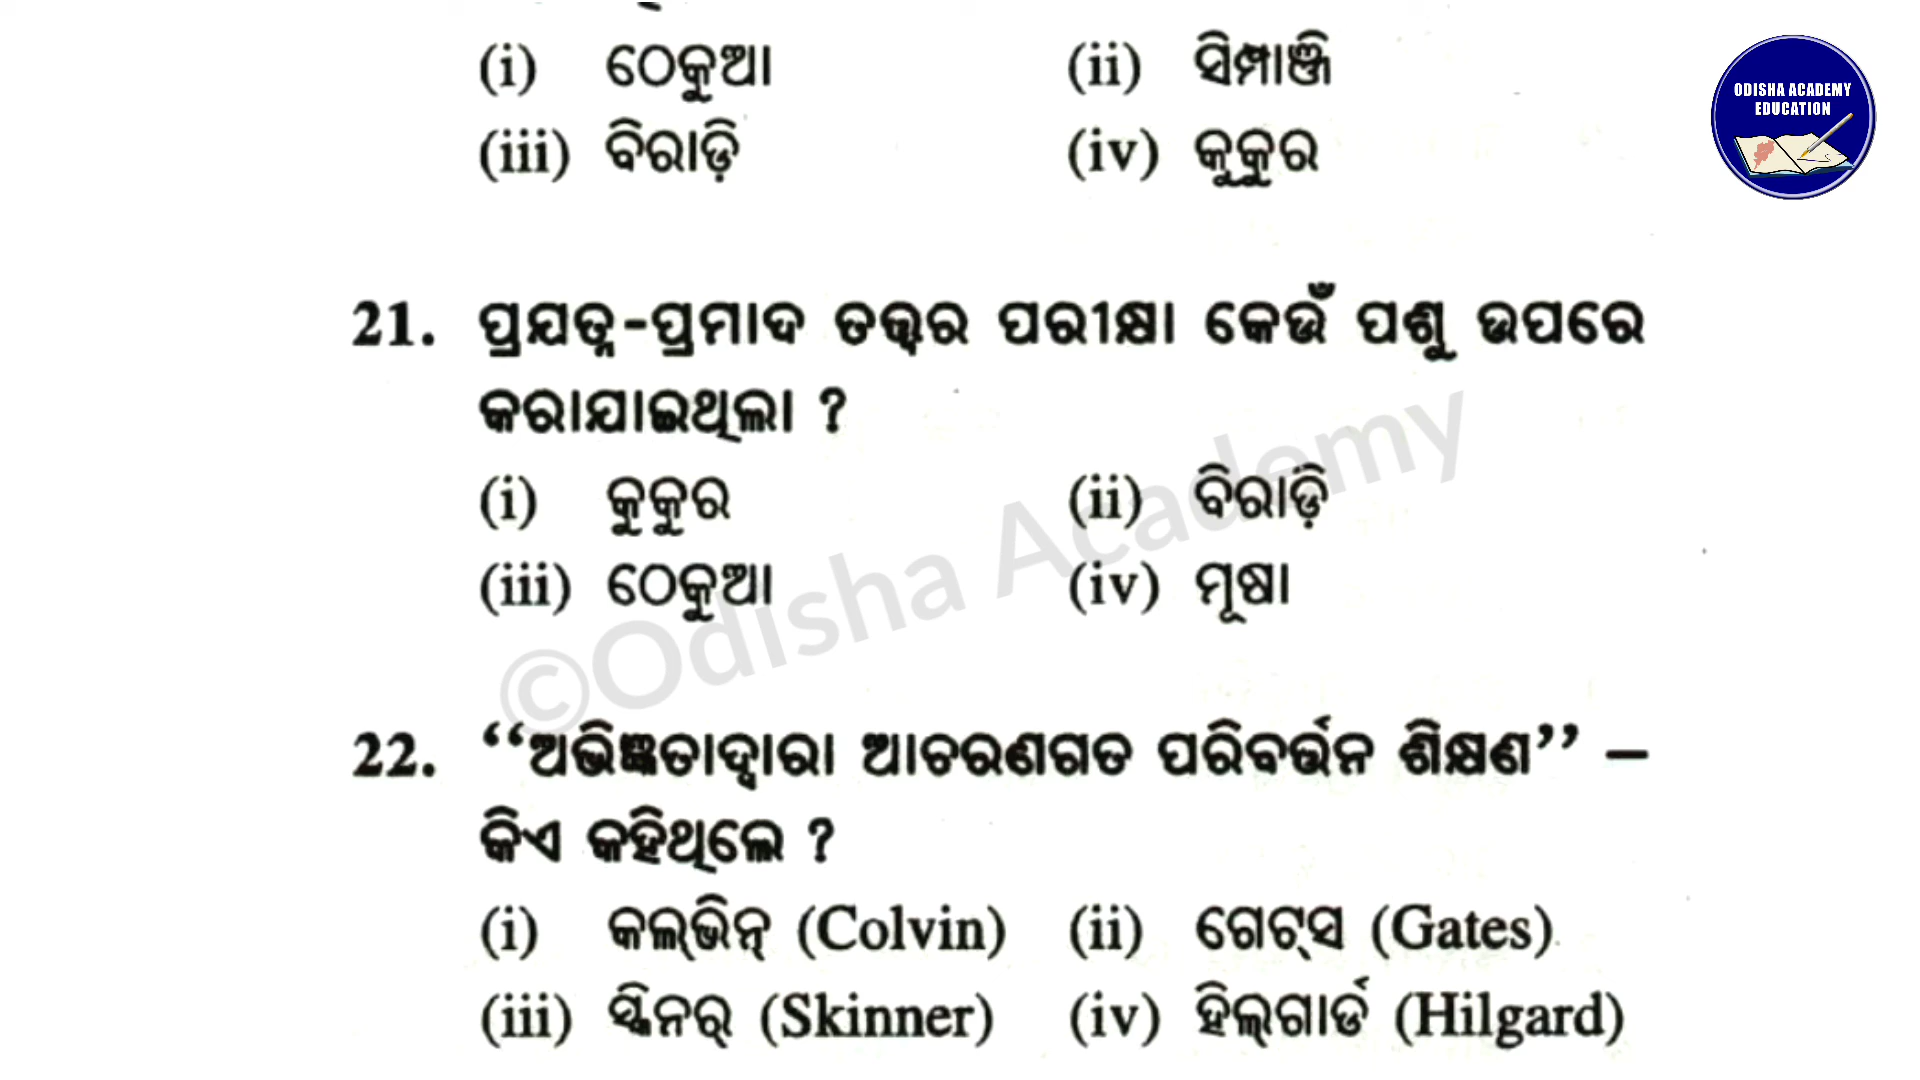 (i) ଠେକୁଆ (ii) ସିମ୍ପାଞ୍ଜି
(iii) ବିରାଡ଼ି (iv) କୁକୁର
ODISHA ACADEMY
EDUCATION
21. ପ୍ରଯତ୍ନ-ପ୍ରମାଦ ତତ୍ତ୍ୱର ପରୀକ୍ଷା କେଉଁ ପଶୁ ଉପରେ
କରାଯାଇଥିଲା ?
(i) କୁକୁର (ii) ବିରାଡ଼ି
(iii) ଠେକୁଆ (iv) ମୂଷା
©Odisha Academy
22. ‘‘ଅଭିଜ୍ଞତାଦ୍ୱାରା ଆଚରଣଗତ ପରିବର୍ତ୍ତନ ଶିକ୍ଷଣ’’ –
କିଏ କହିଥିଲେ ?
(i) କଲ୍‌ଭିନ୍ (Colvin) (ii) ଗେଟ୍‌ସ (Gates)
(iii) ସ୍କିନର୍ (Skinner) (iv) ହିଲ୍‌ଗାର୍ଡ (Hilgard)